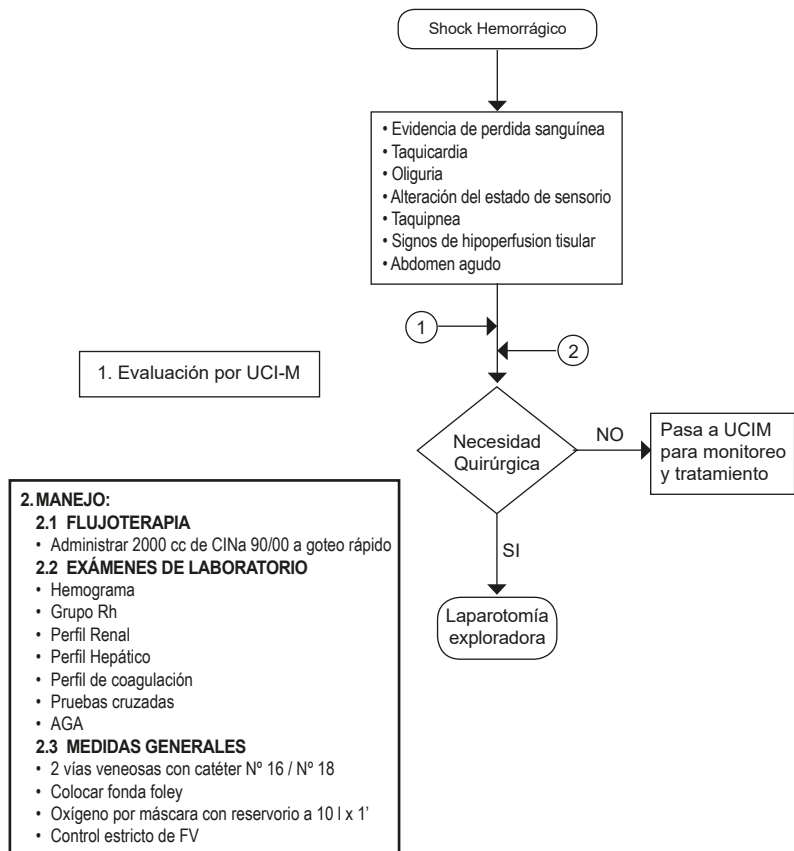 Shock Hemorrágico
• Evidencia de perdida sanguínea
• Taquicardia
• Oliguria
• Alteración del estado de sensorio
• Taquipnea
• Signos de hipoperfusion tisular
• Abdomen agudo
1
2
1. Evaluación por UCI-M
Necesidad
Quirúrgica
NO
Pasa a UCIM
para monitoreo
y tratamiento
SI
Laparotomía
exploradora
2. MANEJO:
2.1 FLUJOTERAPIA
• Administrar 2000 cc de CINa 90/00 a goteo rápido
2.2 EXÁMENES DE LABORATORIO
• Hemograma
• Grupo Rh
• Perfil Renal
• Perfil Hepático
• Perfil de coagulación
• Pruebas cruzadas
• AGA
2.3 MEDIDAS GENERALES
• 2 vías veneosas con catéter Nº 16 / Nº 18
• Colocar fonda foley
• Oxígeno por máscara con reservorio a 10 l x 1’
• Control estricto de FV